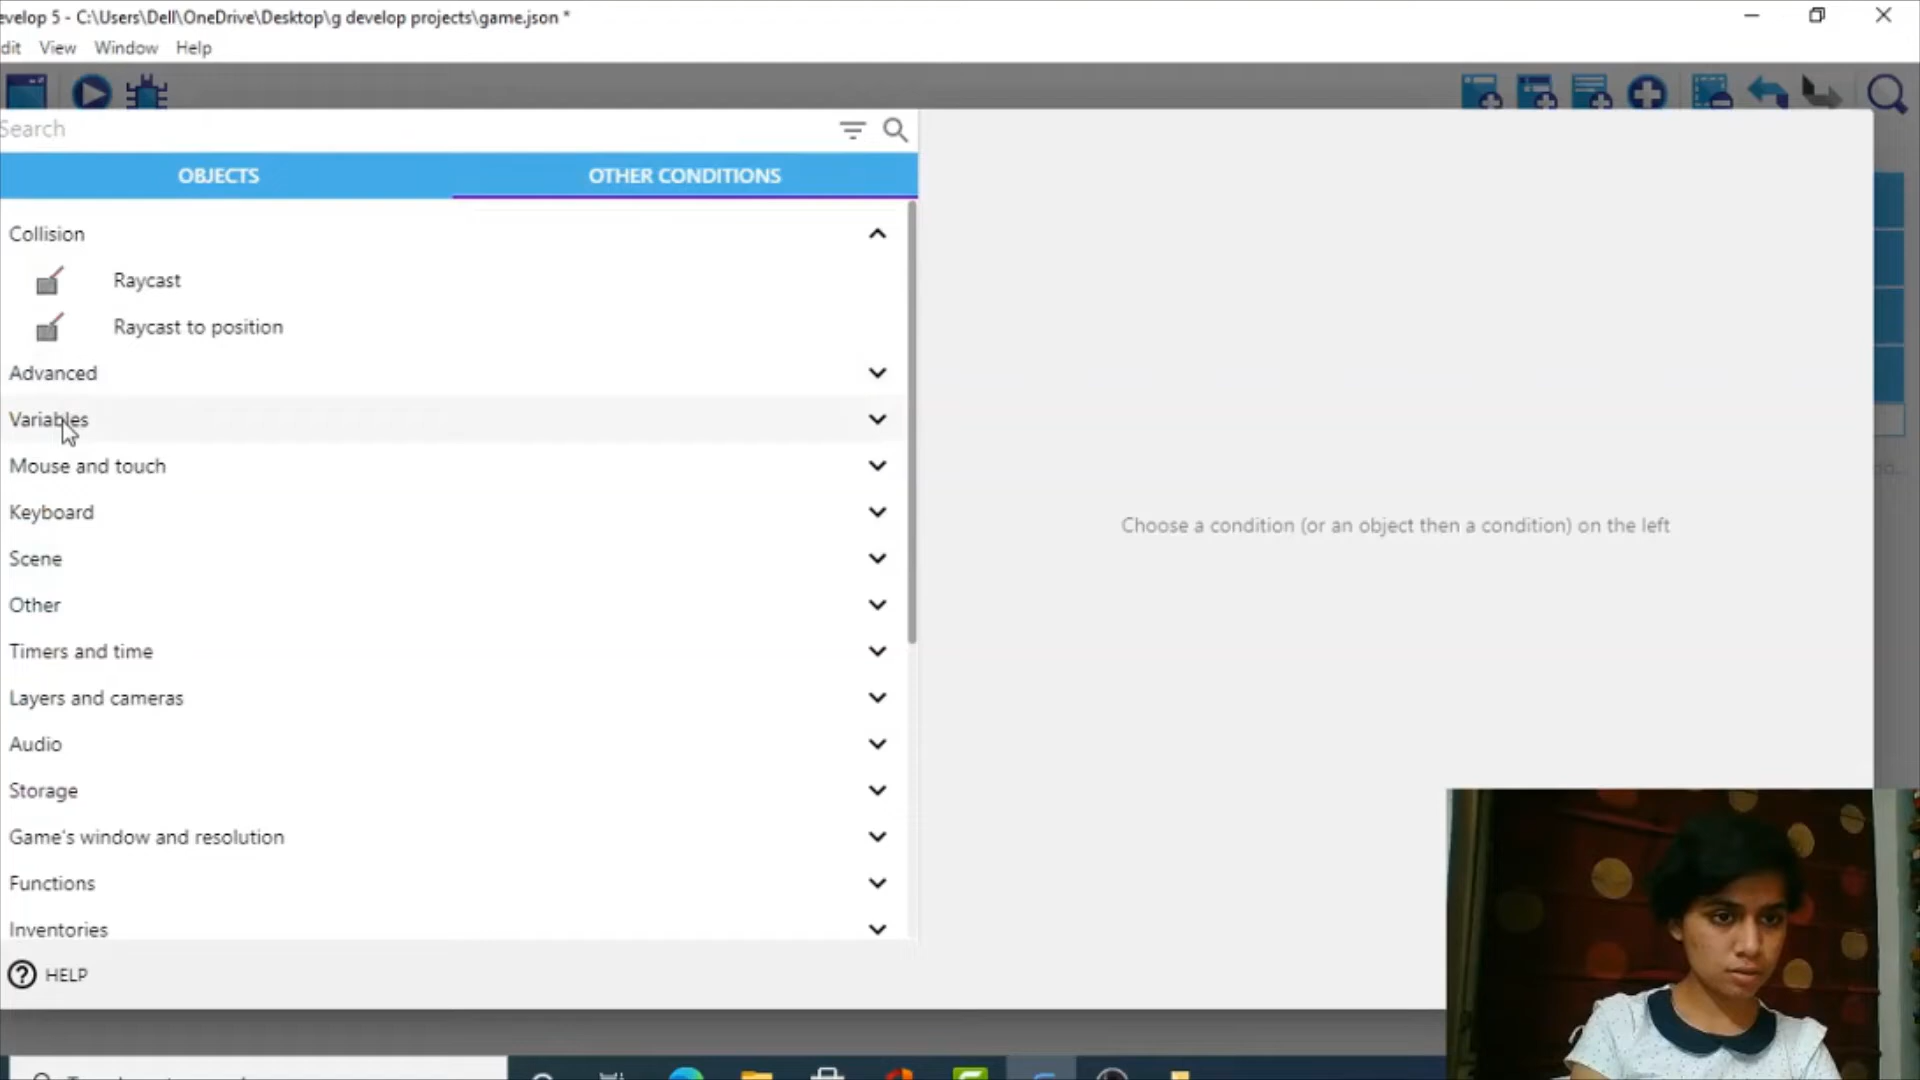 evelop 5 - C:\Users\Dell\OneDrive\Desktop\g develop projects\game.json *
dit View Window Help
Search
OBJECTS OTHER CONDITIONS
Collision
Raycast
Raycast to position
Advanced
Variables
Mouse and touch
Keyboard
Scene
Other
Timers and time
Layers and cameras
Audio
Storage
Game's window and resolution
Functions
Inventories
Choose a condition (or an object then a condition) on the left
HELP